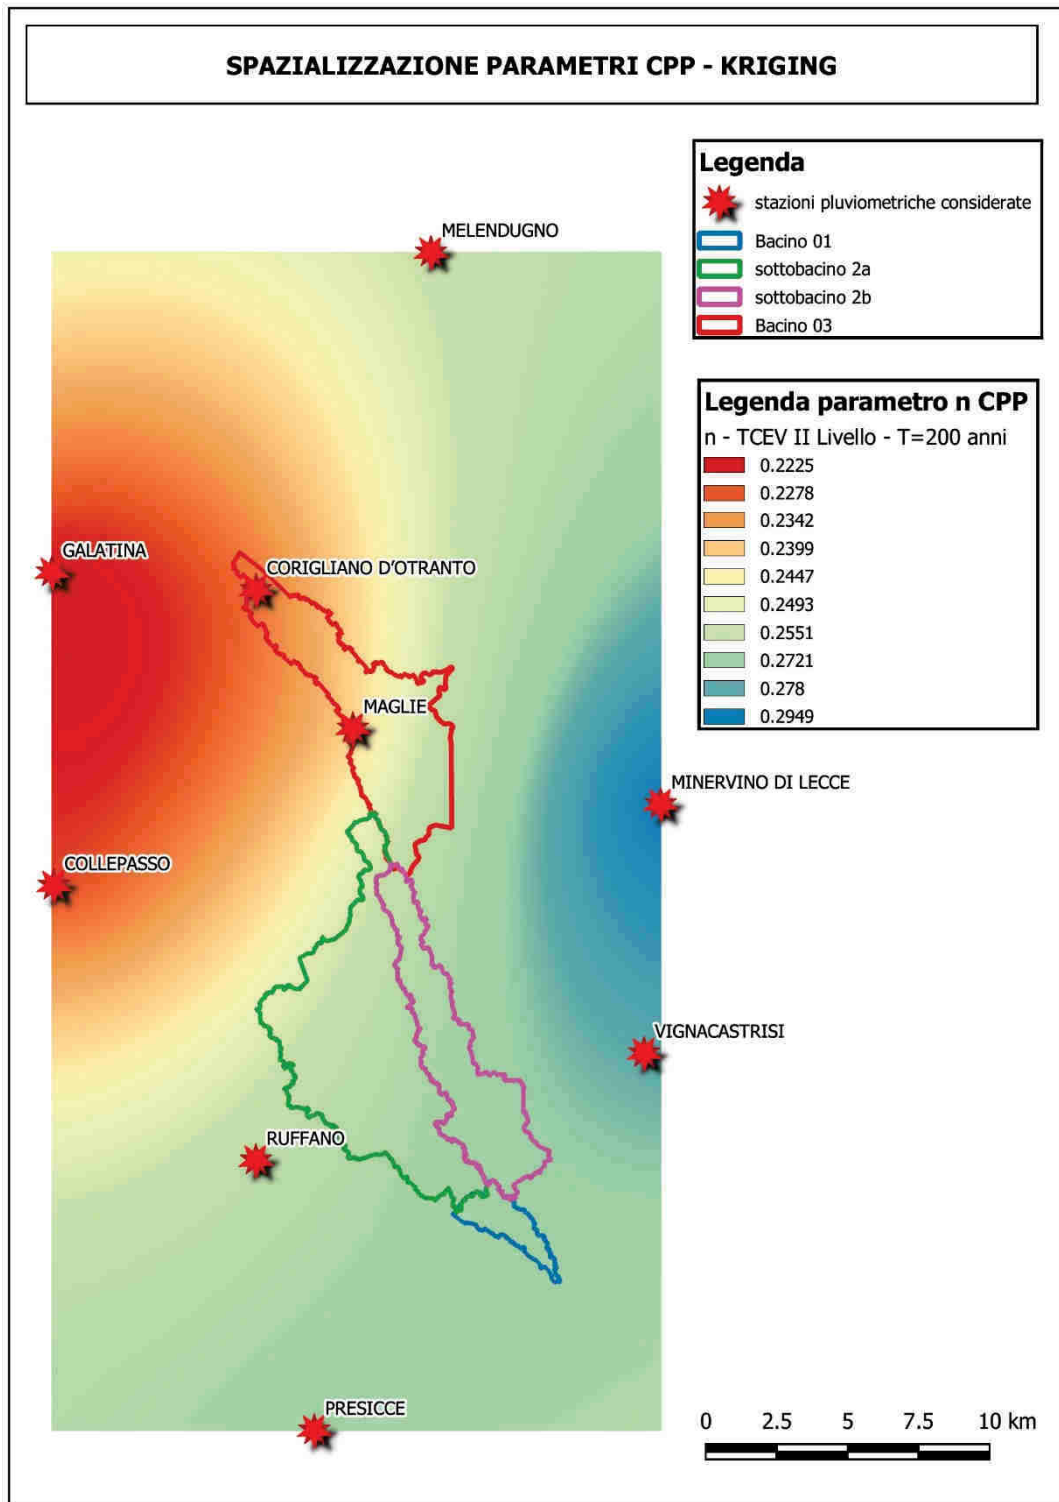 SPAZIALIZZAZIONE PARAMETRI CPP - KRIGING
Legenda
stazioni pluviometriche considerate
Bacino 01
sottobacino 2a
sottobacino 2b
Bacino 03
Legenda parametro n CPP
n - TCEV II Livello - T=200 anni
0.2225
0.2278
0.2342
0.2399
0.2447
0.2493
0.2551
0.2721
0.278
0.2949
MELENDUGNO
GALATINA
CORIGLIANO D'OTRANTO
MAGLIE
MINERVINO DI LECCE
COLLEPASSO
VIGNACASTRISI
RUFFANO
PRESICCE
0 2.5 5 7.5 10 km